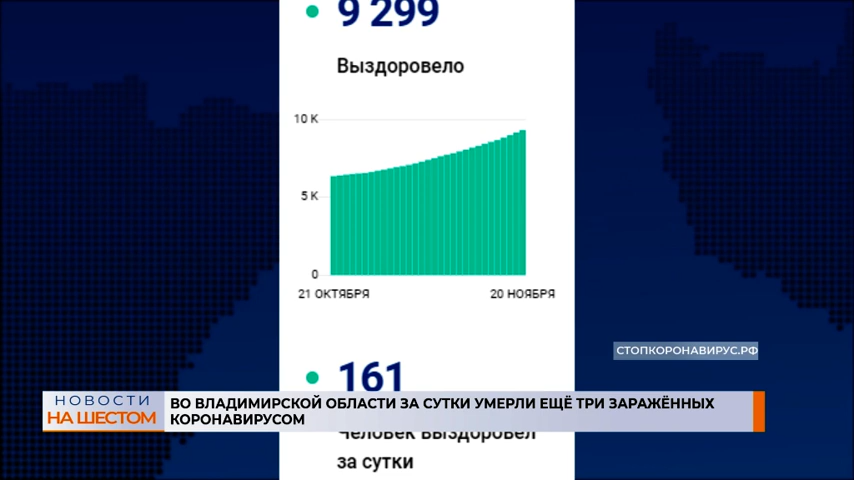 9 299
Выздоровело
10 K
5 K
0
21 ОКТЯБРЯ
20 НОЯБРЯ
СТОПКОРОНАВИРУС.РФ
161
НОВОСТИ
НА ШЕСТОМ
ВО ВЛАДИМИРСКОЙ ОБЛАСТИ ЗА СУТКИ УМЕРЛИ ЕЩЁ ТРИ ЗАРАЖЁННЫХ
КОРОНАВИРУСОМ
Человек выздоровел
за сутки